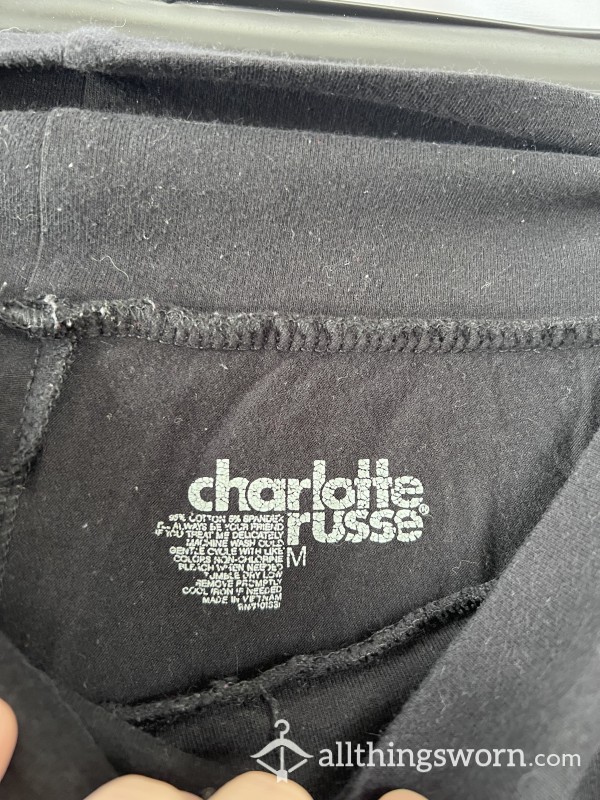 charlotte
russe®
95% COTTON 5% SPANDEX
I'LL ALWAYS BE YOUR FRIEND
IF YOU TREAT ME DELICATELY
MACHINE WASH COLD
GENTLE CYCLE WITH LIKE
COLORS NON-CHLORINE
BLEACH WHEN NEEDED
TUMBLE DRY LOW
REMOVE PROMPTLY
COOL IRON IF NEEDED
MADE IN VIETNAM
M
allthingsworn.com